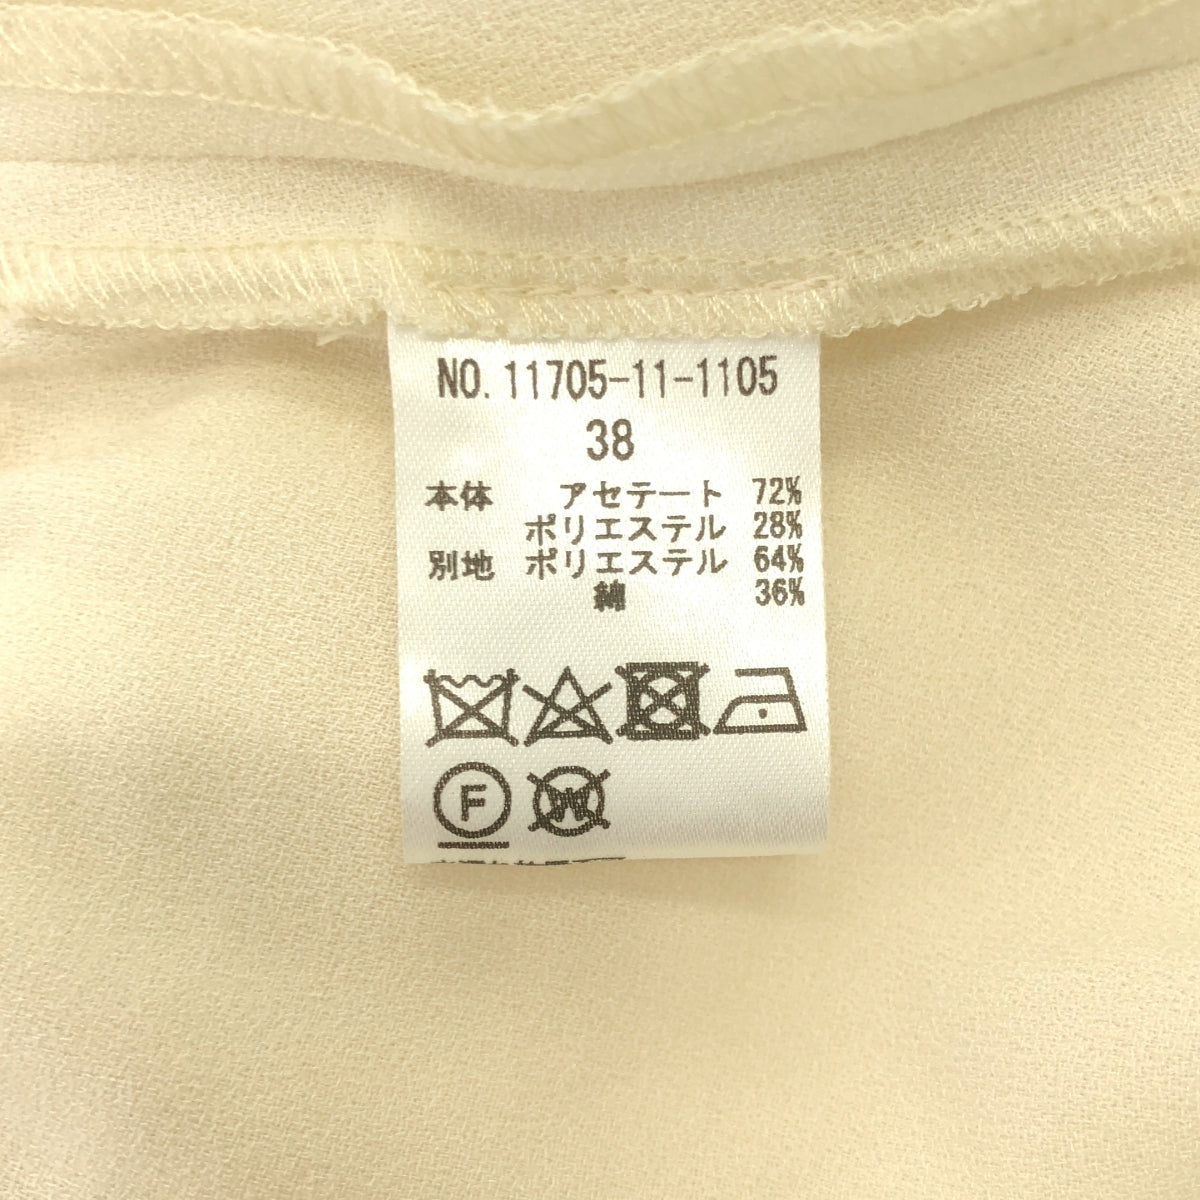 NO. 11705-11-1105
38
本体 アセテート 72%
ポリエステル 28%
別地 ポリエステル 64%
綿 36%
F
W